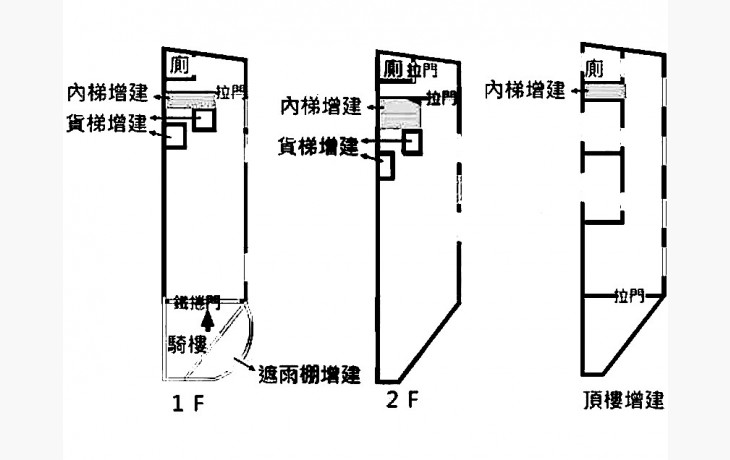 廁
拉門
內梯增建
貨梯增建
鐵捲門
騎樓
遮雨棚增建
1 F
廁 拉門
拉門
內梯增建
貨梯增建
2 F
廁
內梯增建
拉門
頂樓增建